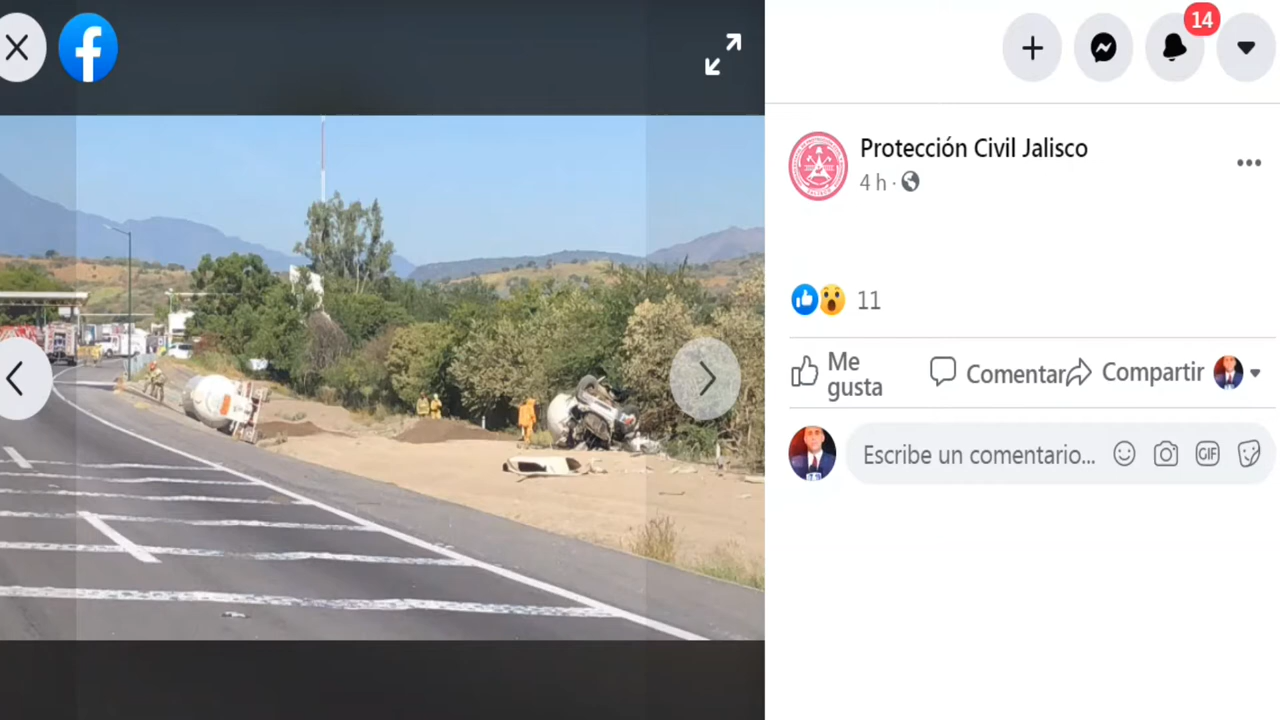 14
Protección Civil Jalisco
4 h ·
11
Me gusta
Comentar
Compartir
Escribe un comentario...
GIF